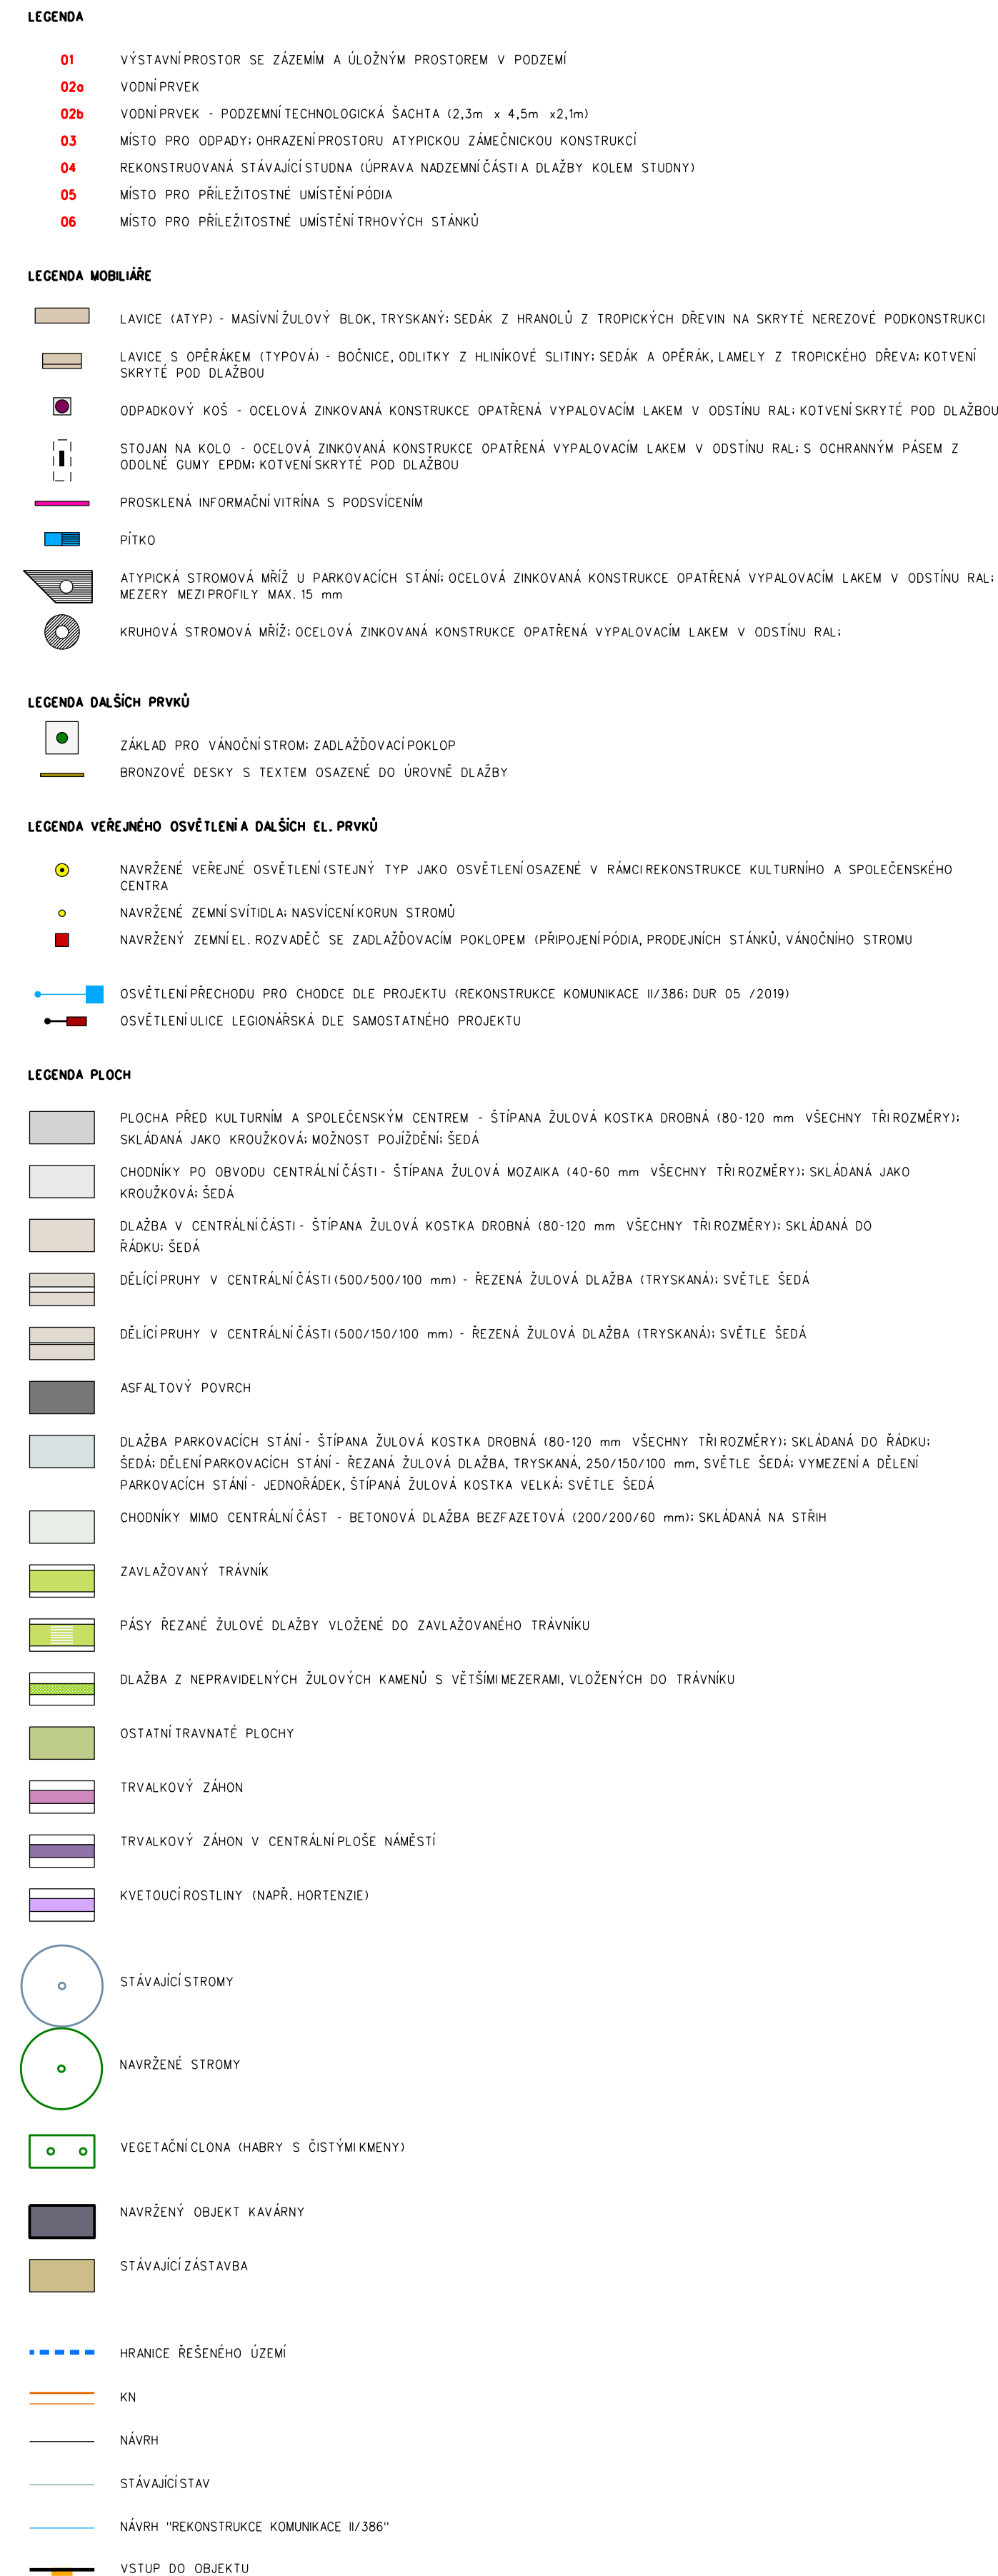 LEGENDA
01 VÝSTAVNÍ PROSTOR SE ZÁZEMÍM A ÚLOŽNÝM PROSTOREM V PODZEMÍ
02a VODNÍ PRVEK
02b VODNÍ PRVEK - PODZEMNÍ TECHNOLOGICKÁ ŠACHTA (2,3m x 4,5m x2,1m)
03 MÍSTO PRO ODPADY; OHRAZENÍ PROSTORU ATYPICKOU ZÁMEČNICKOU KONSTRUKCÍ
04 REKONSTRUOVANÁ STÁVAJÍCÍ STUDNA (ÚPRAVA NADZEMNÍ ČÁSTI A DLAŽBY KOLEM STUDNY)
05 MÍSTO PRO PŘÍLEŽITOSTNÉ UMÍSTĚNÍ PÓDIA
06 MÍSTO PRO PŘÍLEŽITOSTNÉ UMÍSTĚNÍ TRHOVÝCH STÁNKŮ
LEGENDA MOBILIÁŘE
LAVICE (ATYP) - MASÍVNÍ ŽULOVÝ BLOK, TRYSKANÝ; SEDÁK Z HRANOLŮ Z TROPICKÝCH DŘEVIN NA SKRYTÉ NEREZOVÉ PODKONSTRUKCI
LAVICE S OPĚRÁKEM (TYPOVÁ) - BOČNICE, ODLITKY Z HLINÍKOVÉ SLITINY; SEDÁK A OPĚRÁK, LAMELY Z TROPICKÉHO DŘEVA; KOTVENÍ
SKRYTÉ POD DLAŽBOU
ODPADKOVÝ KOŠ - OCELOVÁ ZINKOVANÁ KONSTRUKCE OPATŘENÁ VYPALOVACÍM LAKEM V ODSTÍNU RAL; KOTVENÍ SKRYTÉ POD DLAŽBOU
STOJAN NA KOLO - OCELOVÁ ZINKOVANÁ KONSTRUKCE OPATŘENÁ VYPALOVACÍM LAKEM V ODSTÍNU RAL; S OCHRANNÝM PÁSEM Z
ODOLNÉ GUMY EPDM; KOTVENÍ SKRYTÉ POD DLAŽBOU
PROSKLENÁ INFORMAČNÍ VITRÍNA S PODSVÍCENÍM
PÍTKO
ATYPICKÁ STROMOVÁ MŘÍŽ U PARKOVACÍCH STÁNÍ; OCELOVÁ ZINKOVANÁ KONSTRUKCE OPATŘENÁ VYPALOVACÍM LAKEM V ODSTÍNU RAL;
MEZERY MEZI PROFILY MAX. 15 mm
KRUHOVÁ STROMOVÁ MŘÍŽ; OCELOVÁ ZINKOVANÁ KONSTRUKCE OPATŘENÁ VYPALOVACÍM LAKEM V ODSTÍNU RAL;
LEGENDA DALŠÍCH PRVKŮ
ZÁKLAD PRO VÁNOČNÍ STROM; ZADLAŽĎOVACÍ POKLOP
BRONZOVÉ DESKY S TEXTEM OSAZENÉ DO ÚROVNĚ DLAŽBY
LEGENDA VEŘEJNÉHO OSVĚTLENÍ A DALŠÍCH EL. PRVKŮ
NAVRŽENÉ VEŘEJNÉ OSVĚTLENÍ (STEJNÝ TYP JAKO OSVĚTLENÍ OSAZENÉ V RÁMCI REKONSTRUKCE KULTURNÍHO A SPOLEČENSKÉHO
CENTRA
NAVRŽENÉ ZEMNÍ SVÍTIDLA; NASVÍCENÍ KORUN STROMŮ
NAVRŽENÝ ZEMNÍ EL. ROZVADĚČ SE ZADLAŽĎOVACÍM POKLOPEM (PŘIPOJENÍ PÓDIA, PRODEJNÍCH STÁNKŮ, VÁNOČNÍHO STROMU
OSVĚTLENÍ PŘECHODU PRO CHODCE DLE PROJEKTU (REKONSTRUKCE KOMUNIKACE II/386; DUR 05 /2019)
OSVĚTLENÍ ULICE LEGIONÁŘSKÁ DLE SAMOSTATNÉHO PROJEKTU
LEGENDA PLOCH
PLOCHA PŘED KULTURNÍM A SPOLEČENSKÝM CENTREM - ŠTÍPANÁ ŽULOVÁ KOSTKA DROBNÁ (80-120 mm VŠECHNY TŘI ROZMĚRY);
SKLÁDANÁ JAKO KROUŽKOVÁ; MOŽNOST POJÍŽDĚNÍ; ŠEDÁ
CHODNÍKY PO OBVODU CENTRÁLNÍ ČÁSTI - ŠTÍPANÁ ŽULOVÁ MOZAIKA (40-60 mm VŠECHNY TŘI ROZMĚRY); SKLÁDANÁ JAKO
KROUŽKOVÁ; ŠEDÁ
DLAŽBA V CENTRÁLNÍ ČÁSTI - ŠTÍPANA ŽULOVÁ KOSTKA DROBNÁ (80-120 mm VŠECHNY TŘI ROZMĚRY); SKLÁDANÁ DO
ŘÁDKU; ŠEDÁ
DĚLÍCÍ PRUHY V CENTRÁLNÍ ČÁSTI (500/500/100 mm) - ŘEZENÁ ŽULOVÁ DLAŽBA (TRYSKANÁ); SVĚTLE ŠEDÁ
DĚLÍCÍ PRUHY V CENTRÁLNÍ ČÁSTI (500/150/100 mm) - ŘEZENÁ ŽULOVÁ DLAŽBA (TRYSKANÁ); SVĚTLE ŠEDÁ
ASFALTOVÝ POVRCH
DLAŽBA PARKOVACÍCH STÁNÍ - ŠTÍPANA ŽULOVÁ KOSTKA DROBNÁ (80-120 mm VŠECHNY TŘI ROZMĚRY); SKLÁDANÁ DO ŘÁDKU;
ŠEDÁ; DĚLENÍ PARKOVACÍCH STÁNÍ - ŘEZANÁ ŽULOVÁ DLAŽBA, TRYSKANÁ, 250/150/100 mm, SVĚTLE ŠEDÁ; VYMEZENÍ A DĚLENÍ
PARKOVACÍCH STÁNÍ - JEDNOŘÁDEK, ŠTÍPANÁ ŽULOVÁ KOSTKA VELKÁ; SVĚTLE ŠEDÁ
CHODNÍKY MIMO CENTRÁLNÍ ČÁST - BETONOVÁ DLAŽBA BEZFAZETOVÁ (200/200/60 mm); SKLÁDANÁ NA STŘIH
ZAVLAŽOVANÝ TRÁVNÍK
PÁSY ŘEZANÉ ŽULOVÉ DLAŽBY VLOŽENÉ DO ZAVLAŽOVANÉHO TRÁVNÍKU
DLAŽBA Z NEPRAVIDELNÝCH ŽULOVÝCH KAMENŮ S VĚTŠÍMI MEZERAMI, VLOŽENÝCH DO TRÁVNÍKU
OSTATNÍ TRAVNATÉ PLOCHY
TRVALKOVÝ ZÁHON
TRVALKOVÝ ZÁHON V CENTRÁLNÍ PLOŠE NÁMĚSTÍ
KVETOUCÍ ROSTLINY (NAPŘ. HORTENZIE)
STÁVAJÍCÍ STROMY
NAVRŽENÉ STROMY
VEGETAČNÍ CLONA (HABRY S ČISTÝMI KMENY)
NAVRŽENÝ OBJEKT KAVÁRNY
STÁVAJÍCÍ ZÁSTAVBA
HRANICE ŘEŠENÉHO ÚZEMÍ
KN
NÁVRH
STÁVAJÍCÍ STAV
NÁVRH "REKONSTRUKCE KOMUNIKACE II/386"
VSTUP DO OBJEKTU